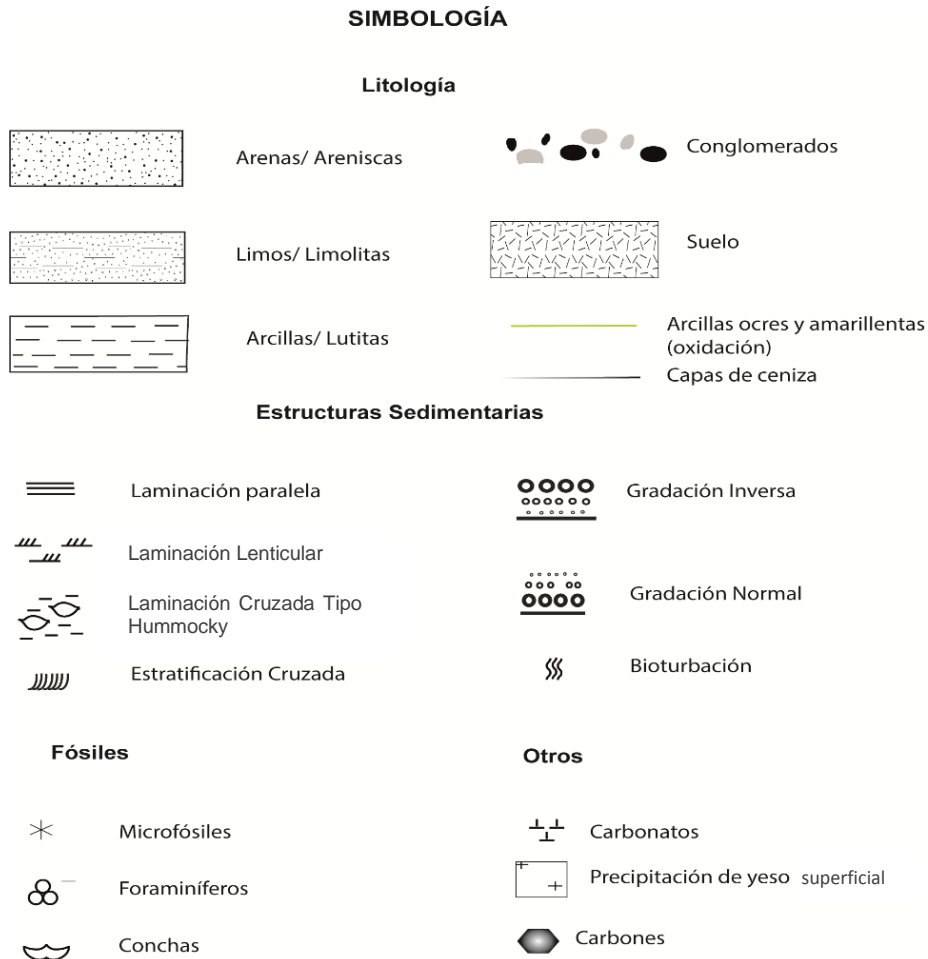 SIMBOLOGÍA
Litología
Arenas/ Areniscas
Conglomerados
Limos/ Limolitas
Suelo
Arcillas/ Lutitas
Arcillas ocres y amarillentas
(oxidación)
Capas de ceniza
Estructuras Sedimentarias
Laminación paralela
Gradación Inversa
Laminación Lenticular
Laminación Cruzada Tipo
Hummocky
Gradación Normal
Estratificación Cruzada
Bioturbación
Fósiles
Otros
Microfósiles
Carbonatos
Foraminíferos
Precipitación de yeso superficial
Conchas
Carbones